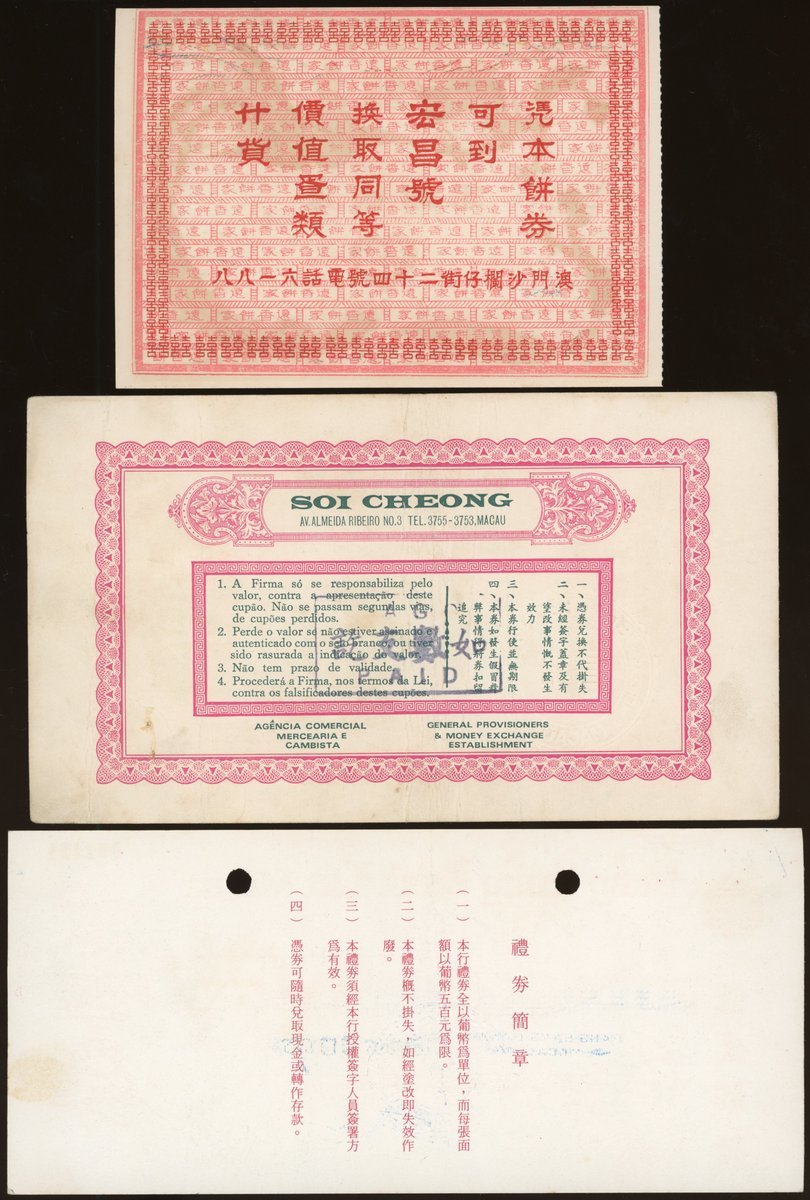 凭本餅券
可到
宏昌號
換取同等
價值蛋類
什貨
澳門沙欄仔街二十四號電話六一八八
遠香餅家
SOI CHEONG
AV. ALMEIDA RIBEIRO NO.3 TEL. 3755-3753, MACAU
1. A Firma só se responsabiliza pelo
valor, contra a apresentação deste
cupão. Não se passam segundas vias,
de cupões perdidos.
2. Perde o valor se não estiver assinado e
autenticado com o selo branco ou tiver
sido rasurada a indicação do valor.
3. Não tem prazo de validade.
4. Procederá a Firma, nos termos da Lei,
contra os falsificadores destes cupões.
一、憑券兌換不代掛失
二、未經簽字蓋章及有
塗改事情慨不發生
效力
三、本券行使並無期限
四、本券如發生假冒舞
弊事情得將券扣留
追究
PAID
AGÊNCIA COMERCIAL
MERCEARIA E
CAMBISTA
GENERAL PROVISIONERS
& MONEY EXCHANGE
ESTABLISHMENT
禮券簡章
(一) 本行禮券全以葡幣爲單位，而每張面
額以葡幣五百元爲限。
(二) 本禮券概不掛失，如經塗改即失效作
廢。
(三) 本禮券須經本行授權簽字人員簽署方
爲有效。
(四) 憑券可隨時兌取現金或轉作存款。